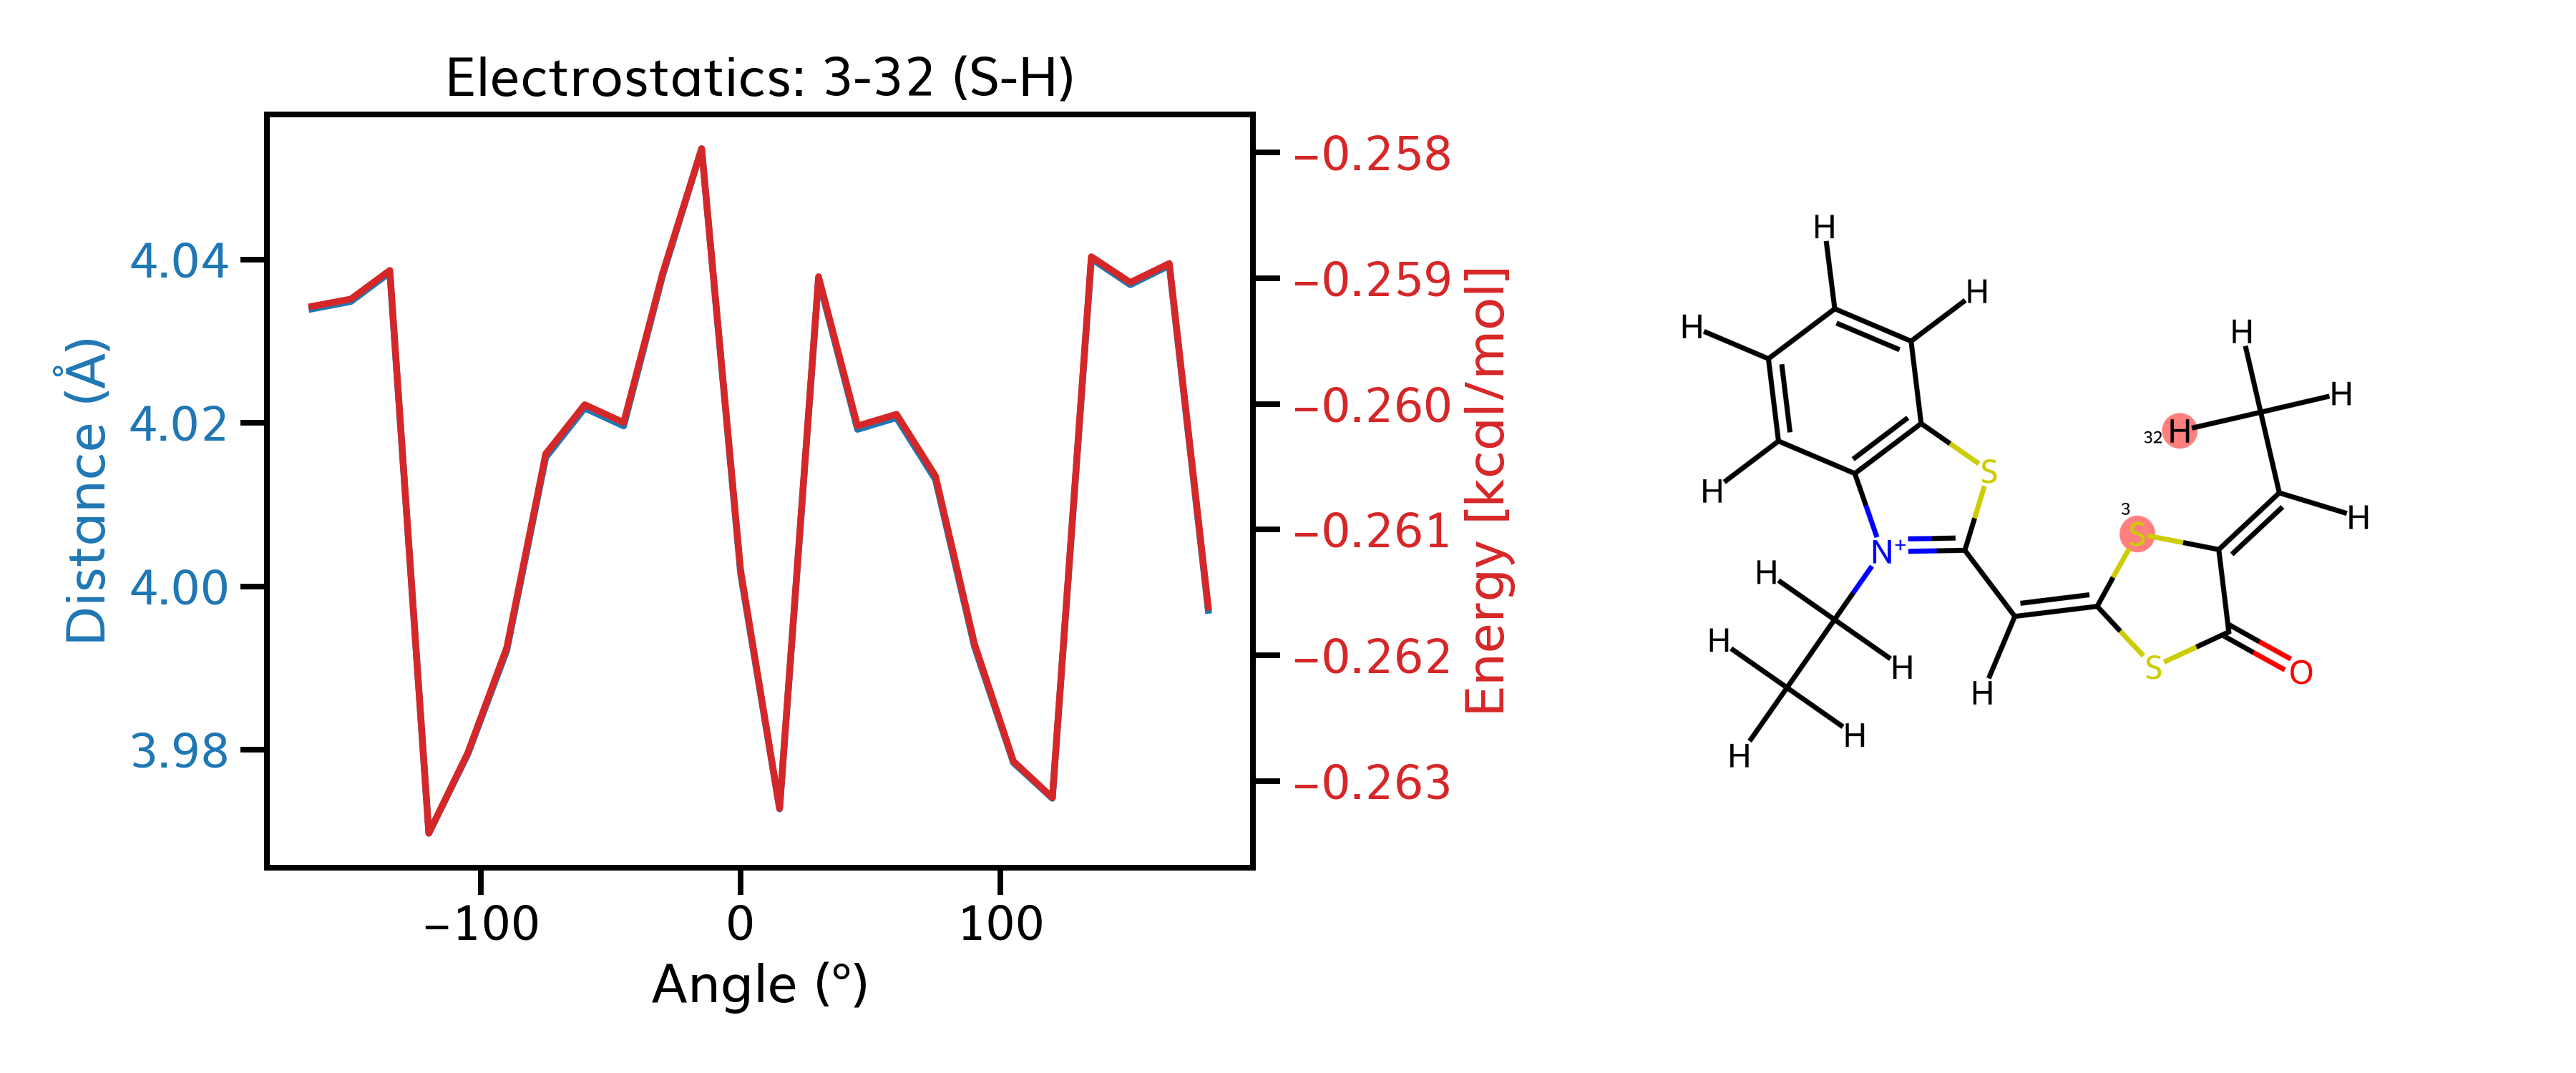 Electrostatics: 3-32 (S-H)
Distance (Å)
4.04
4.02
4.00
3.98
−100
0
100
Angle (°)
−0.258
−0.259
−0.260
−0.261
−0.262
−0.263
Energy [kcal/mol]
H
H
H
H
H
H
32
H
S
3
S
H
N⁺
H
H
H
H
S
O
H
H
H